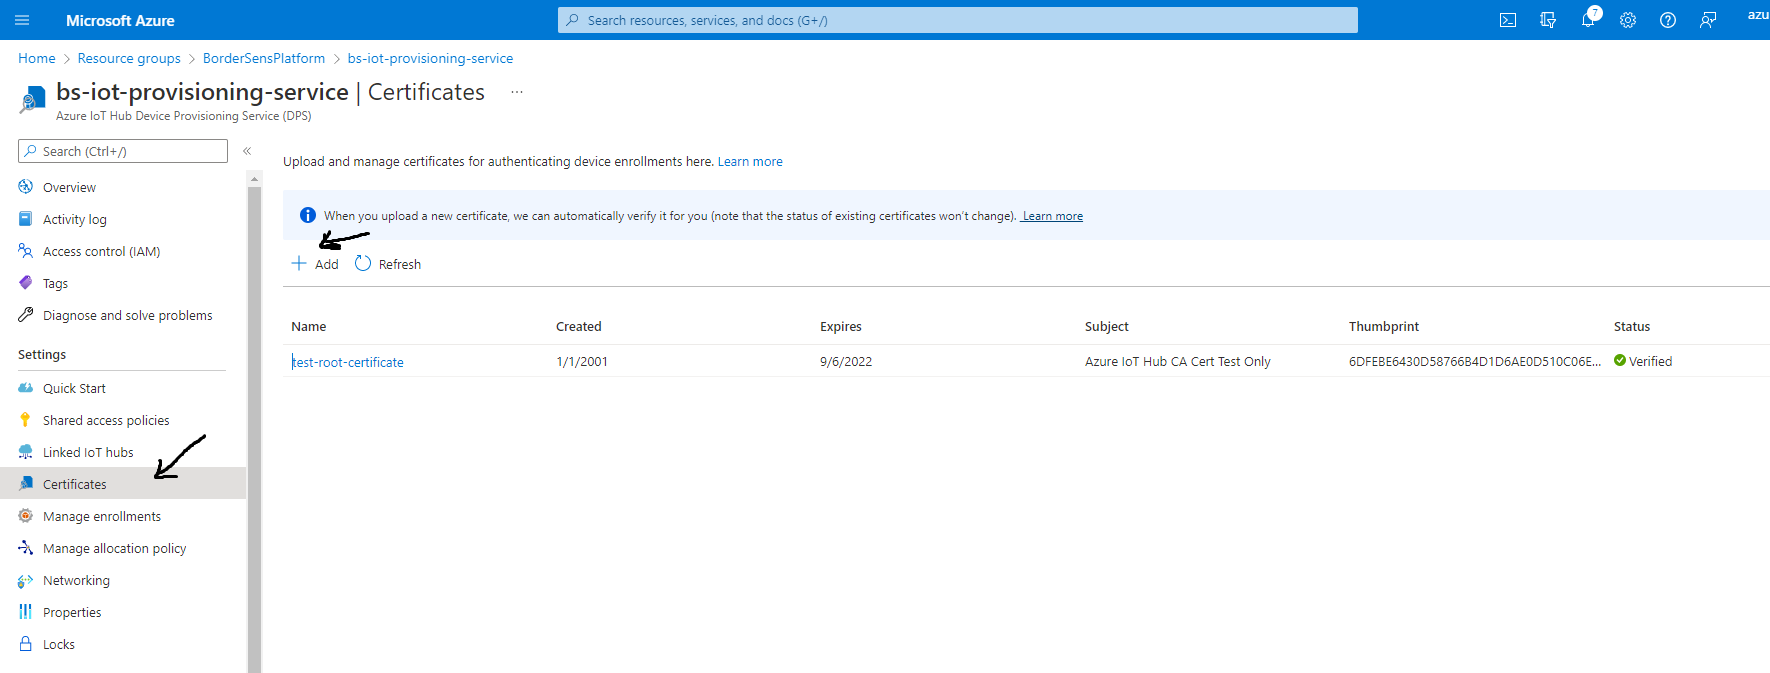 Microsoft Azure
Search resources, services, and docs (G+/)
7
azu
Home > Resource groups > BorderSensPlatform > bs-iot-provisioning-service
bs-iot-provisioning-service | Certificates ...
Azure IoT Hub Device Provisioning Service (DPS)
Search (Ctrl+/)
«
Overview
Activity log
Access control (IAM)
Tags
Diagnose and solve problems
Settings
Quick Start
Shared access policies
Linked IoT hubs
Certificates
Manage enrollments
Manage allocation policy
Networking
Properties
Locks
Upload and manage certificates for authenticating device enrollments here. Learn more
When you upload a new certificate, we can automatically verify it for you (note that the status of existing certificates won't change). Learn more
Add Refresh
Name Created Expires Subject Thumbprint Status
test-root-certificate 1/1/2001 9/6/2022 Azure IoT Hub CA Cert Test Only 6DFEBE6430D58766B4D1D6AE0D510C06E... Verified